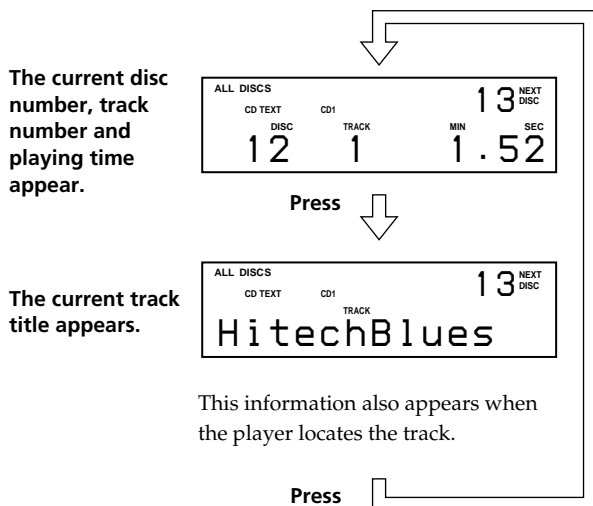 The current disc
number, track
number and
playing time
appear.
ALL DISCS
CD TEXT CD1
13 NEXT DISC
DISC TRACK MIN SEC
12 1 1.52
Press
The current track
title appears.
ALL DISCS
CD TEXT CD1
13 NEXT DISC
TRACK
HitechBlues
This information also appears when
the player locates the track.
Press